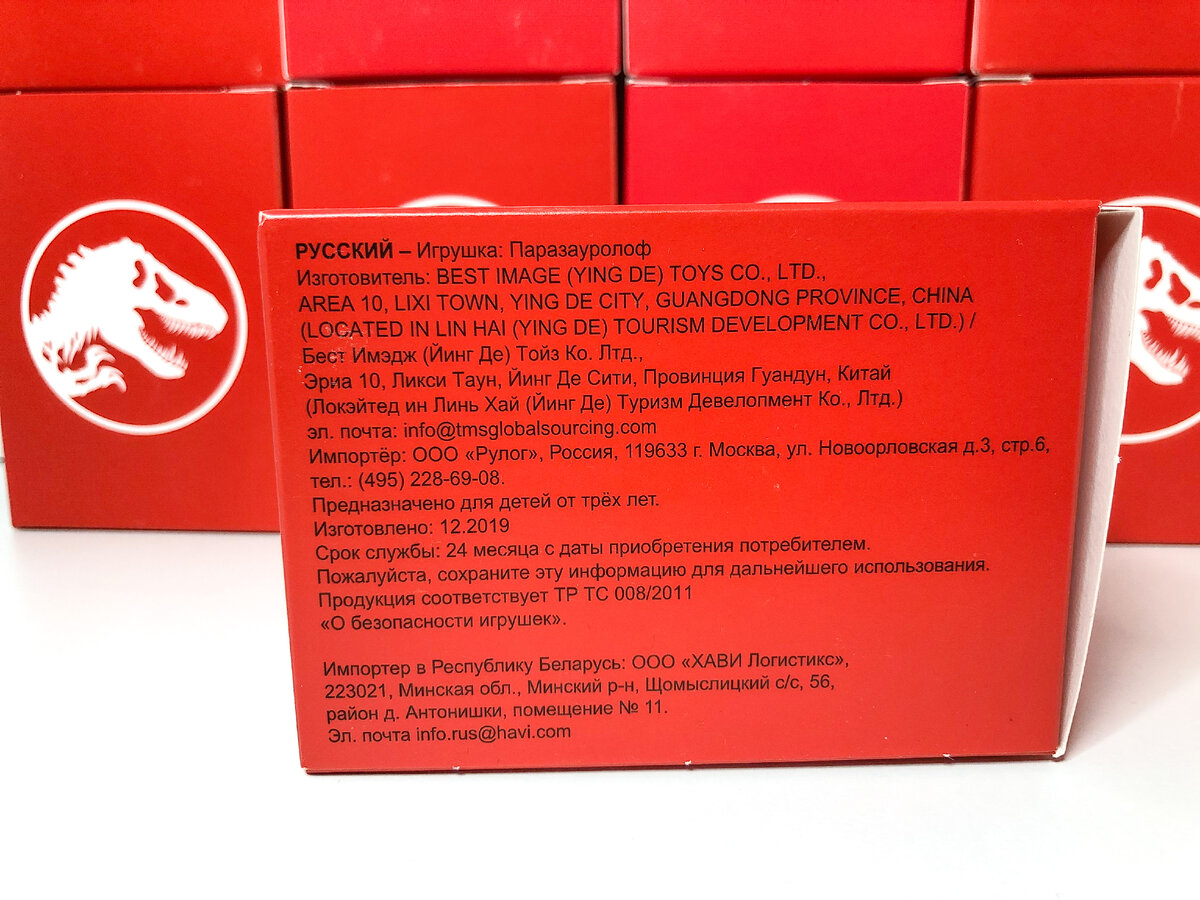 РУССКИЙ – Игрушка: Паразауролоф
Изготовитель: BEST IMAGE (YING DE) TOYS CO., LTD.,
AREA 10, LIXI TOWN, YING DE CITY, GUANGDONG PROVINCE, CHINA
(LOCATED IN LIN HAI (YING DE) TOURISM DEVELOPMENT CO., LTD.) /
Бест Имэдж (Йинг Де) Тойз Ко. Лтд.,
Эриа 10, Ликси Таун, Йинг Де Сити, Провинция Гуандун, Китай
(Локэйтед ин Линь Хай (Йинг Де) Туризм Девелопмент Ко., Лтд.)
эл. почта: info@tmsglobalsourcing.com
Импортёр: ООО «Рулог», Россия, 119633 г. Москва, ул. Новоорловская д.3, стр.6,
тел.: (495) 228-69-08.
Предназначено для детей от трёх лет.
Изготовлено: 12.2019
Срок службы: 24 месяца с даты приобретения потребителем.
Пожалуйста, сохраните эту информацию для дальнейшего использования.
Продукция соответствует ТР ТС 008/2011
«О безопасности игрушек».
Импортер в Республику Беларусь: ООО «ХАВИ Логистикс»,
223021, Минская обл., Минский р-н, Щомыслицкий с/с, 56,
район д. Антонишки, помещение № 11.
Эл. почта info.rus@havi.com